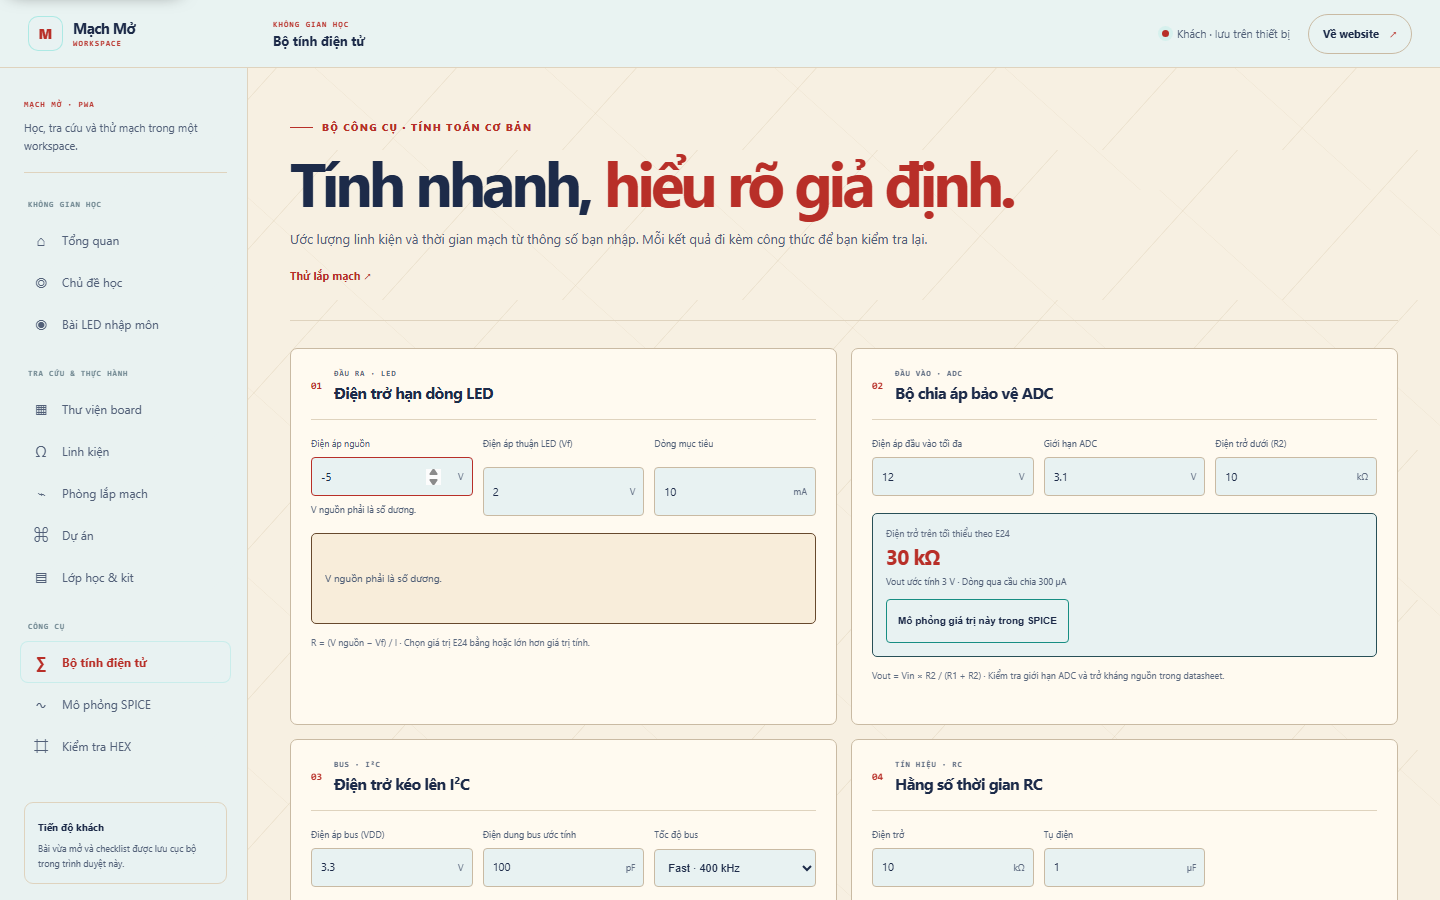 M
Mạch Mở
WORKSPACE
KHÔNG GIAN HỌC
Bộ tính điện tử
Khách · lưu trên thiết bị
Về website ↗
MẠCH MỞ · PWA
Học, tra cứu và thử mạch trong một
workspace.
KHÔNG GIAN HỌC
Tổng quan
Chủ đề học
Bài LED nhập môn
TRA CỨU & THỰC HÀNH
Thư viện board
Linh kiện
Phòng lắp mạch
Dự án
Lớp học & kit
CÔNG CỤ
Bộ tính điện tử
Mô phỏng SPICE
Kiểm tra HEX
Tiến độ khách
Bài vừa mở và checklist được lưu cục bộ
trong trình duyệt này.
BỘ CÔNG CỤ · TÍNH TOÁN CƠ BẢN
Tính nhanh, hiểu rõ giả định.
Ước lượng linh kiện và thời gian mạch từ thông số bạn nhập. Mỗi kết quả đi kèm công thức để bạn kiểm tra lại.
Thử lắp mạch ↗
01
ĐẦU RA · LED
Điện trở hạn dòng LED
Điện áp nguồn
Điện áp thuận LED (Vf)
Dòng mục tiêu
-5 V
2 V
10 mA
V nguồn phải là số dương.
V nguồn phải là số dương.
R = (V nguồn − Vf) / I · Chọn giá trị E24 bằng hoặc lớn hơn giá trị tính.
02
ĐẦU VÀO · ADC
Bộ chia áp bảo vệ ADC
Điện áp đầu vào tối đa
Giới hạn ADC
Điện trở dưới (R2)
12 V
3.1 V
10 kΩ
Điện trở trên tối thiểu theo E24
30 kΩ
Vout ước tính 3 V · Dòng qua cầu chia 300 µA
Mô phỏng giá trị này trong SPICE
Vout = Vin × R2 / (R1 + R2) · Kiểm tra giới hạn ADC và trở kháng nguồn trong datasheet.
03
BUS · I²C
Điện trở kéo lên I²C
Điện áp bus (VDD)
Điện dung bus ước tính
Tốc độ bus
3.3 V
100 pF
Fast · 400 kHz
04
TÍN HIỆU · RC
Hằng số thời gian RC
Điện trở
Tụ điện
10 kΩ
1 µF